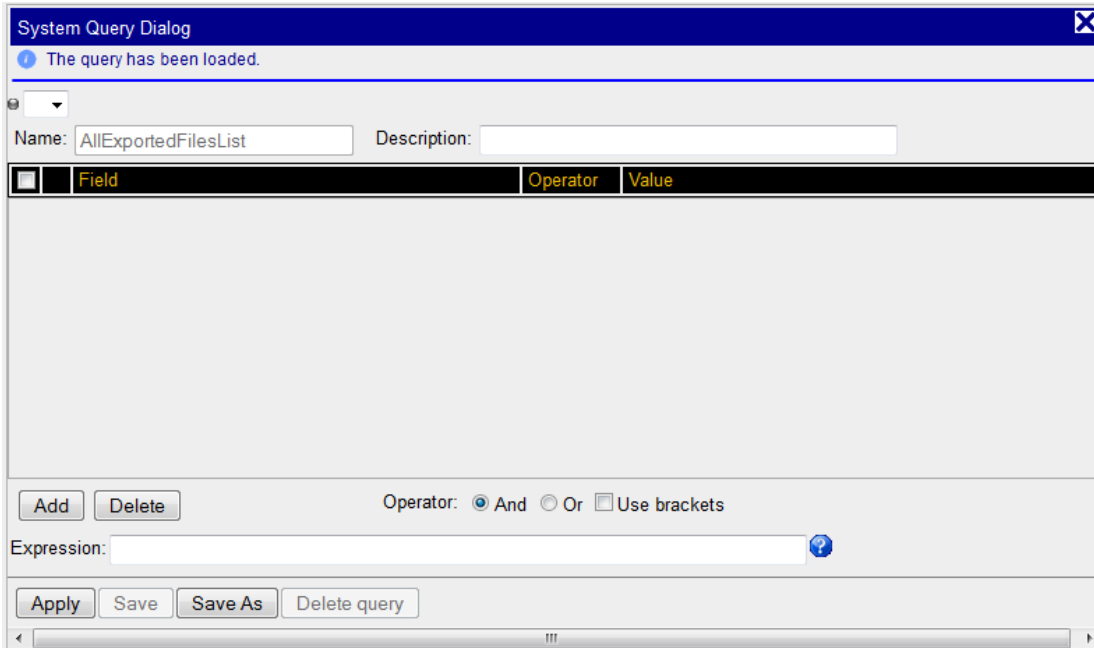 System Query Dialog
The query has been loaded.
Name: AllExportedFilesList Description:
Field Operator Value
Add Delete Operator: And Or Use brackets
Expression:
Apply Save Save As Delete query